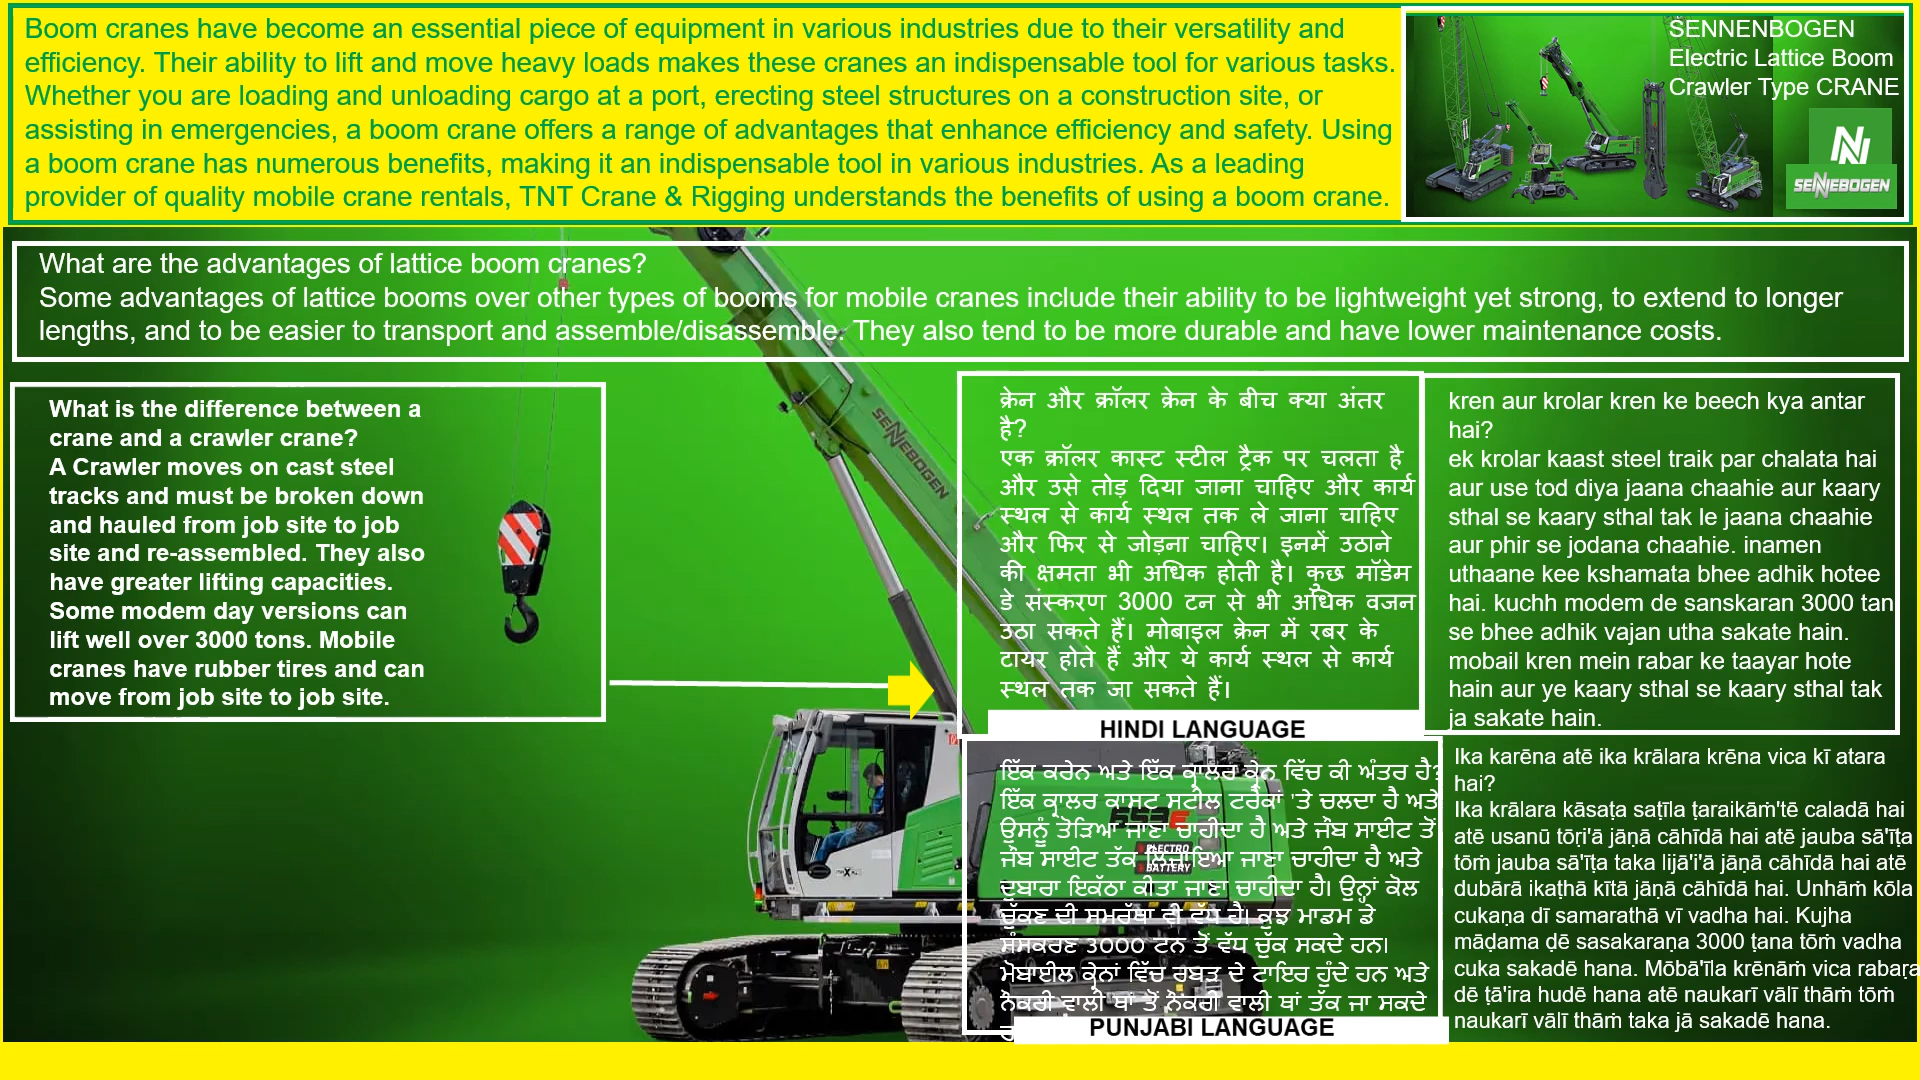 Boom cranes have become an essential piece of equipment in various industries due to their versatility and
efficiency. Their ability to lift and move heavy loads makes these cranes an indispensable tool for various tasks.
Whether you are loading and unloading cargo at a port, erecting steel structures on a construction site, or
assisting in emergencies, a boom crane offers a range of advantages that enhance efficiency and safety. Using
a boom crane has numerous benefits, making it an indispensable tool in various industries. As a leading
provider of quality mobile crane rentals, TNT Crane & Rigging understands the benefits of using a boom crane.
SENNENBOGEN
Electric Lattice Boom
Crawler Type CRANE
SENNEBOGEN
What are the advantages of lattice boom cranes?
Some advantages of lattice booms over other types of booms for mobile cranes include their ability to be lightweight yet strong, to extend to longer
lengths, and to be easier to transport and assemble/disassemble. They also tend to be more durable and have lower maintenance costs.
What is the difference between a
crane and a crawler crane?
A Crawler moves on cast steel
tracks and must be broken down
and hauled from job site to job
site and re-assembled. They also
have greater lifting capacities.
Some modem day versions can
lift well over 3000 tons. Mobile
cranes have rubber tires and can
move from job site to job site.
SENNEBOGEN
क्रेन और क्रॉलर क्रेन के बीच क्या अंतर
है?
एक क्रॉलर कास्ट स्टील ट्रैक पर चलता है
और उसे तोड़ दिया जाना चाहिए और कार्य
स्थल से कार्य स्थल तक ले जाना चाहिए
और फिर से जोड़ना चाहिए। इनमें उठाने
की क्षमता भी अधिक होती है। कुछ मॉडेम
डे संस्करण 3000 टन से भी अधिक वजन
उठा सकते हैं। मोबाइल क्रेन में रबर के
टायर होते हैं और ये कार्य स्थल से कार्य
स्थल तक जा सकते हैं।
HINDI LANGUAGE
kren aur krolar kren ke beech kya antar
hai?
ek krolar kaast steel traik par chalata hai
aur use tod diya jaana chaahie aur kaary
sthal se kaary sthal tak le jaana chaahie
aur phir se jodana chaahie. inamen
uthaane kee kshamata bhee adhik hotee
hai. kuchh modem de sanskaran 3000 tan
se bhee adhik vajan utha sakate hain.
mobail kren mein rabar ke taayar hote
hain aur ye kaary sthal se kaary sthal tak
ja sakate hain.
ਇੱਕ ਕਰੇਨ ਅਤੇ ਇੱਕ ਕ੍ਰਾਲਰ ਕ੍ਰੇਨ ਵਿੱਚ ਕੀ ਅੰਤਰ ਹੈ?
ਇੱਕ ਕ੍ਰਾਲਰ ਕਾਸਟ ਸਟੀਲ ਟਰੈਕਾਂ 'ਤੇ ਚਲਦਾ ਹੈ ਅਤੇ
ਉਸਨੂੰ ਤੋੜਿਆ ਜਾਣਾ ਚਾਹੀਦਾ ਹੈ ਅਤੇ ਜੌਬ ਸਾਈਟ ਤੋਂ
ਜੌਬ ਸਾਈਟ ਤੱਕ ਲਿਜਾਇਆ ਜਾਣਾ ਚਾਹੀਦਾ ਹੈ ਅਤੇ
ਦੁਬਾਰਾ ਇਕੱਠਾ ਕੀਤਾ ਜਾਣਾ ਚਾਹੀਦਾ ਹੈ। ਉਨ੍ਹਾਂ ਕੋਲ
ਚੁੱਕਣ ਦੀ ਸਮਰੱਥਾ ਵੀ ਵੱਧ ਹੈ। ਕੁਝ ਮਾਡਮ ਡੇ
ਸੰਸਕਰਣ 3000 ਟਨ ਤੋਂ ਵੱਧ ਚੁੱਕ ਸਕਦੇ ਹਨ।
ਮੋਬਾਈਲ ਕ੍ਰੇਨਾਂ ਵਿੱਚ ਰਬੜ ਦੇ ਟਾਇਰ ਹੁੰਦੇ ਹਨ ਅਤੇ
ਨੌਕਰੀ ਵਾਲੀ ਥਾਂ ਤੋਂ ਨੌਕਰੀ ਵਾਲੀ ਥਾਂ ਤੱਕ ਜਾ ਸਕਦੇ
PUNJABI LANGUAGE
653E
ELECTRO
BATTERY
Ika karēna atē ika krālara krēna vica kī atara
hai?
Ika krālara kāsaṭa saṭīla ṭaraikāṁ'tē caladā hai
atē usanū tōṛi'ā jāṇā cāhīdā hai atē jauba sā'īṭa
tōṁ jauba sā'īṭa taka lijā'i'ā jāṇā cāhīdā hai atē
dubārā ikaṭhā kītā jāṇā cāhīdā hai. Unhāṁ kōla
cukaṇa dī samarathā vī vadha hai. Kujha
māḍama ḍē sasakaraṇa 3000 ṭana tōṁ vadha
cuka sakadē hana. Mōbā'īla krēnāṁ vica rabaṛa
dē ṭā'ira hudē hana atē naukarī vālī thāṁ tōṁ
naukarī vālī thāṁ taka jā sakadē hana.